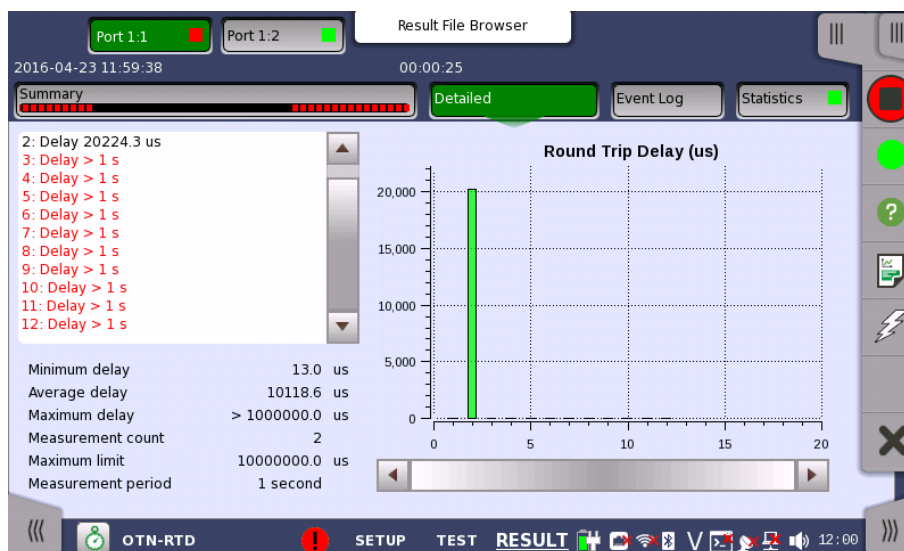 Port 1:1
Port 1:2
Result File Browser
2016-04-23 11:59:38
00:00:25
Summary
Detailed
Event Log
Statistics
2: Delay 20224.3 us
3: Delay > 1 s
4: Delay > 1 s
5: Delay > 1 s
6: Delay > 1 s
7: Delay > 1 s
8: Delay > 1 s
9: Delay > 1 s
10: Delay > 1 s
11: Delay > 1 s
12: Delay > 1 s
Round Trip Delay (us)
20,000
15,000
10,000
5,000
0
0 5 10 15 20
Minimum delay 13.0 us
Average delay 10118.6 us
Maximum delay > 1000000.0 us
Measurement count 2
Maximum limit 10000000.0 us
Measurement period 1 second
OTN-RTD
SETUP TEST RESULT
V
12:00